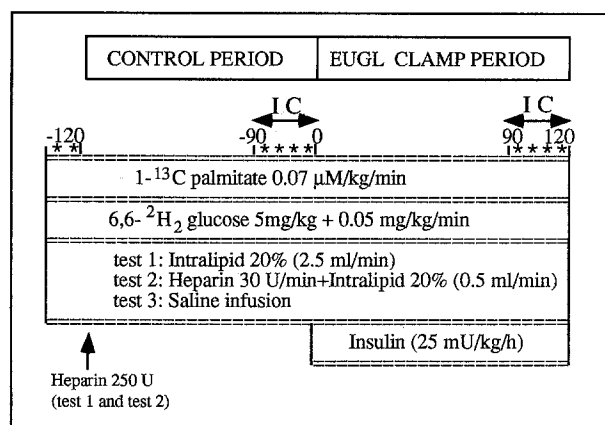 CONTROL PERIOD EUGL CLAMP PERIOD
I C I C
-120 -90 0 90 120
* * * * * * * * * *
1-¹³C palmitate 0.07 µM/kg/min
6,6-²H₂ glucose 5mg/kg + 0.05 mg/kg/min
test 1: Intralipid 20% (2.5 ml/min)
test 2: Heparin 30 U/min+Intralipid 20% (0.5 ml/min)
test 3: Saline infusion
Insulin (25 mU/kg/h)
Heparin 250 U
(test 1 and test 2)